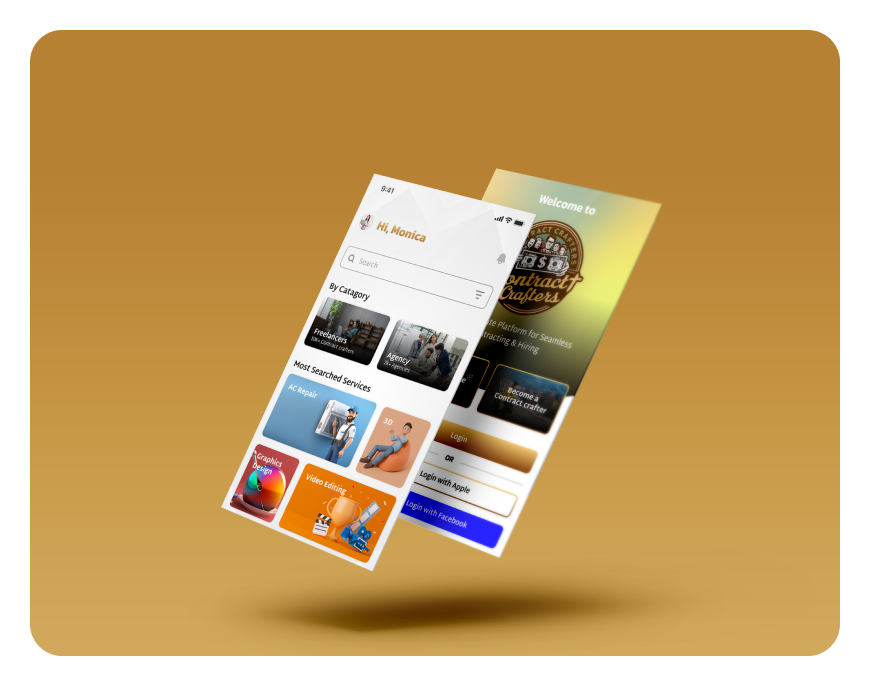 9:41
Hi, Monica
Search
By Catagory
Freelancers
10K+ Contract crafters
Agency
2k+ Agencies
Most Searched Services
AC Repair
3D
Graphics
Design
Video Editing
Welcome to
CONTRACT CRAFTERS
$
Contract
Crafters
te Platform for Seamless
tracting & Hiring
e
Become a
Contract crafter
Login
OR
Login with Apple
Login with Facebook